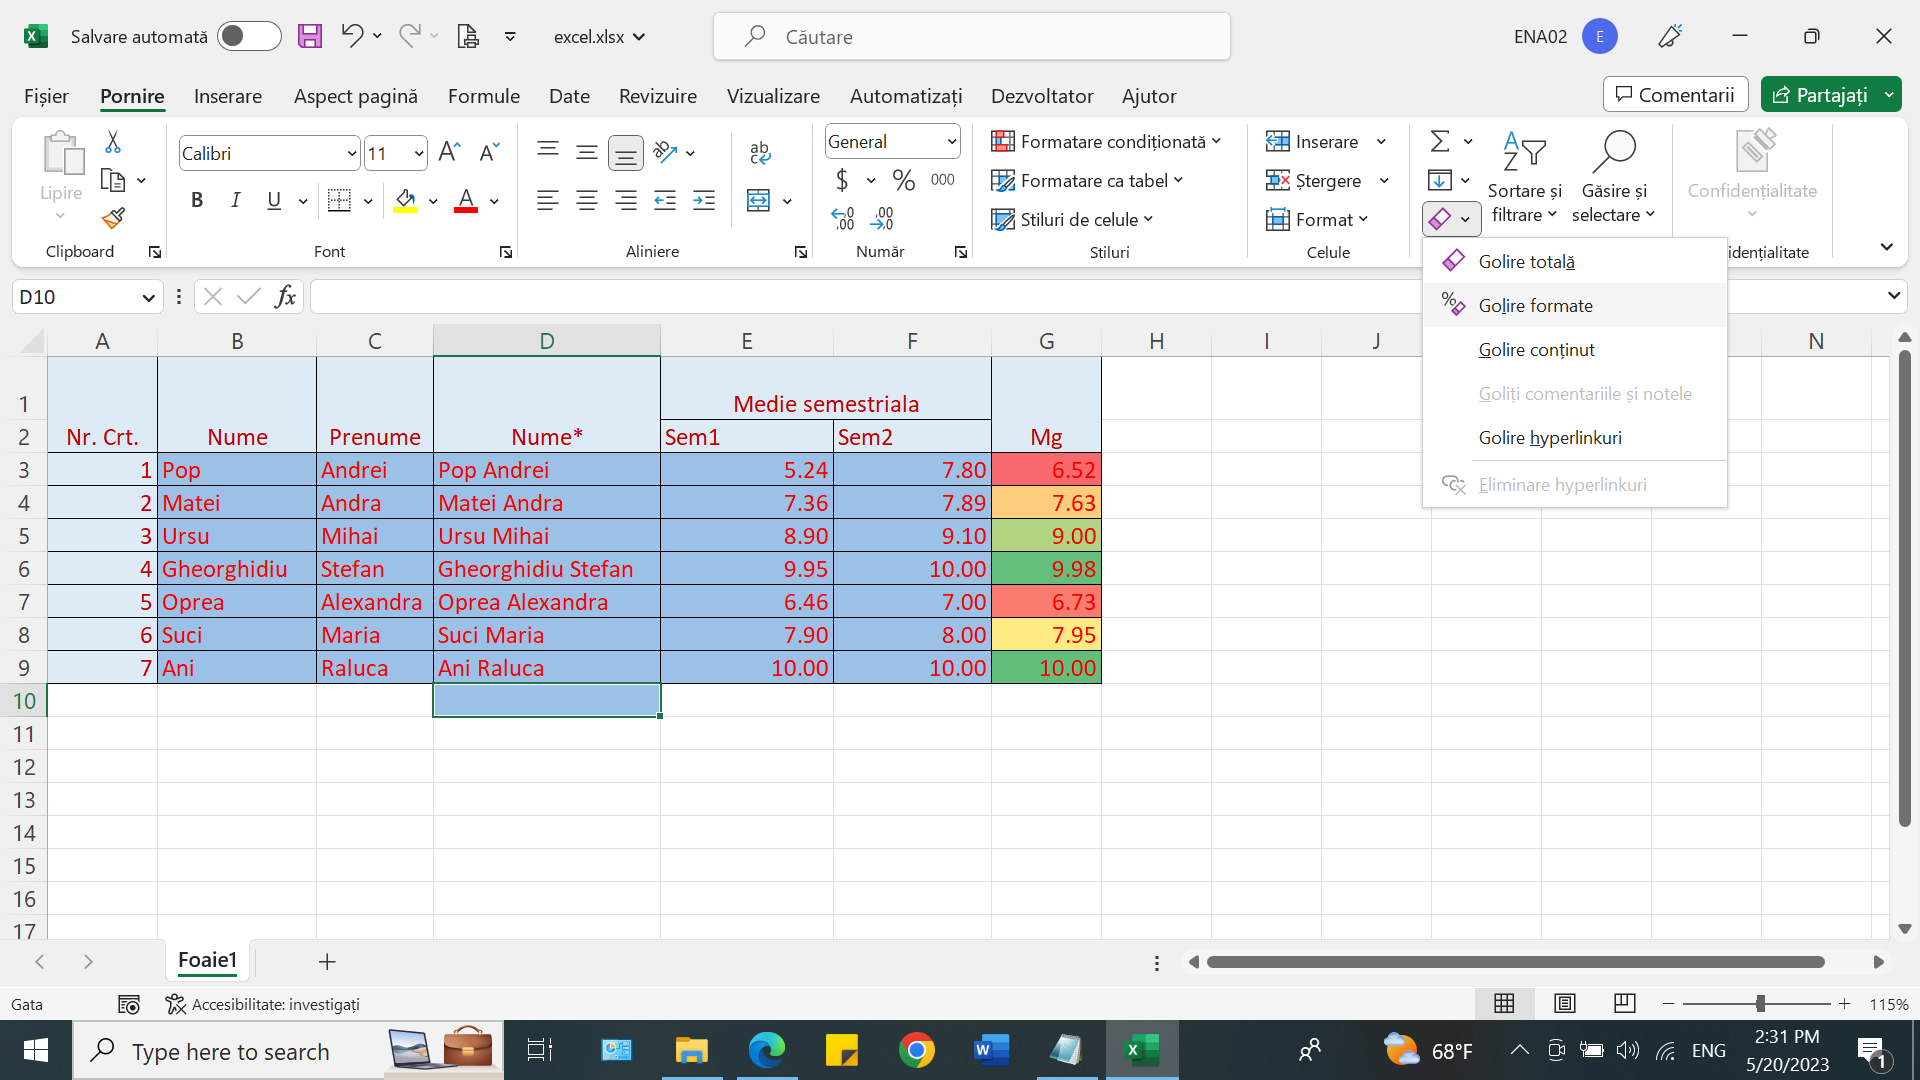 Salvare automată
excel.xlsx
Căutare
ENA02
E
Fișier Pornire Inserare Aspect pagină Formule Date Revizuire Vizualizare Automatizați Dezvoltator Ajutor
Comentarii
Partajați
Lipire
Clipboard
Calibri 11
B I U
Font
Aliniere
General
$ % 000
Număr
Formatare condițională
Formatare ca tabel
Stiluri de celule
Stiluri
Inserare
Ștergere
Format
Celule
Sortare și filtrare
Găsire și selectare
Confidențialitate
idențialitate
Golire totală
Golire formate
Golire conținut
Goliți comentariile și notele
Golire hyperlinkuri
Eliminare hyperlinkuri
D10
fx
A B C D E F G H I J N
1 Medie semestriala
2 Nr. Crt. Nume Prenume Nume* Sem1 Sem2 Mg
3 1 Pop Andrei Pop Andrei 5.24 7.80 6.52
4 2 Matei Andra Matei Andra 7.36 7.89 7.63
5 3 Ursu Mihai Ursu Mihai 8.90 9.10 9.00
6 4 Gheorghidiu Stefan Gheorghidiu Stefan 9.95 10.00 9.98
7 5 Oprea Alexandra Oprea Alexandra 6.46 7.00 6.73
8 6 Suci Maria Suci Maria 7.90 8.00 7.95
9 7 Ani Raluca Ani Raluca 10.00 10.00 10.00
10
11
12
13
14
15
16
17
Foaie1
Gata
Accesibilitate: investigați
115%
Type here to search
68°F
ENG
2:31 PM
5/20/2023
1